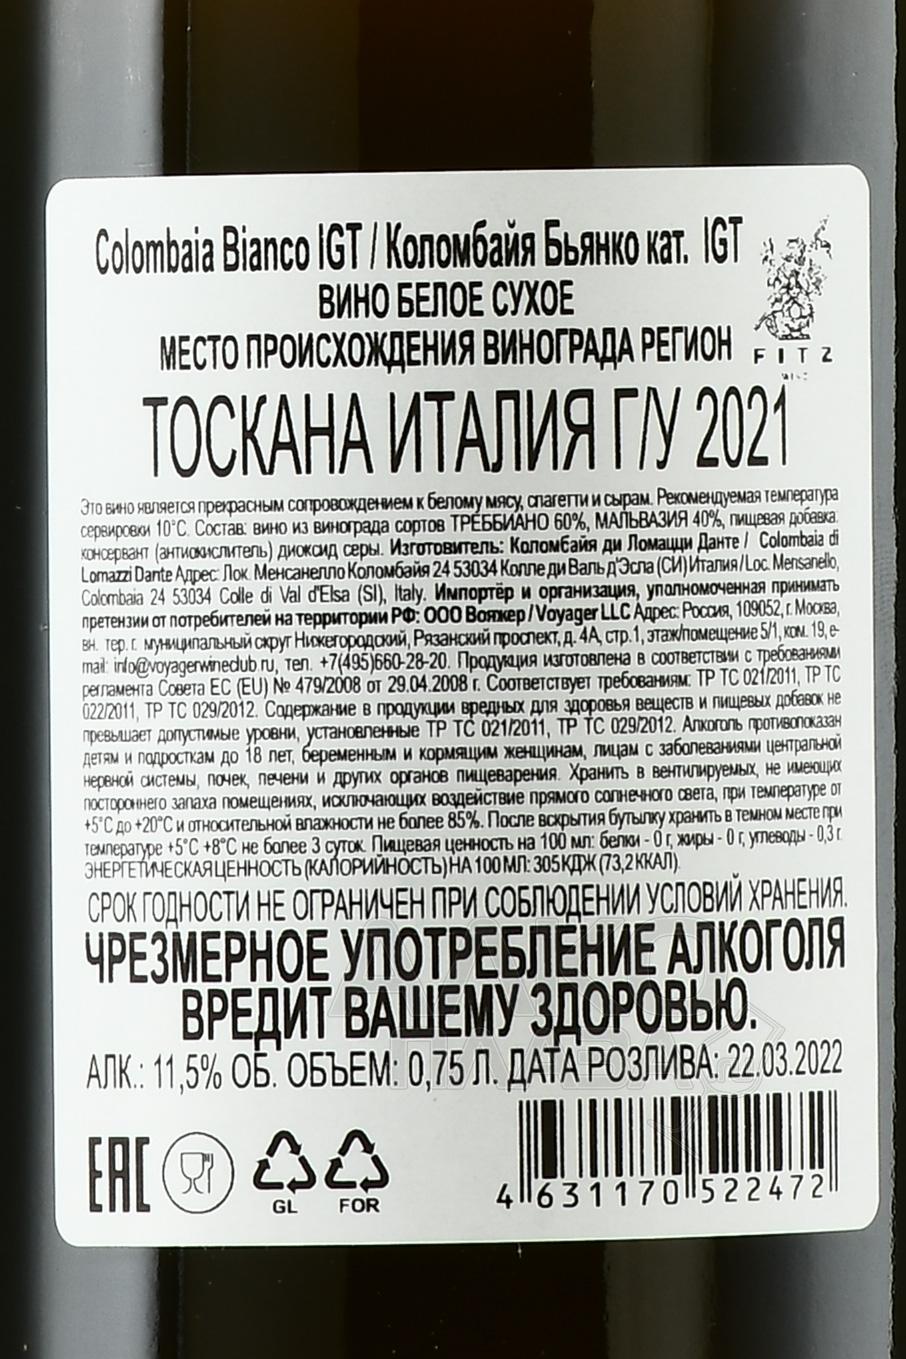 Colombaia Bianco IGT / Коломбайя Бьянко кат. IGT
ВИНО БЕЛОЕ СУХОЕ
МЕСТО ПРОИСХОЖДЕНИЯ ВИНОГРАДА РЕГИОН
FITZ
WINE
ТОСКАНА ИТАЛИЯ Г/У 2021
Это вино является прекрасным сопровождением к белому мясу, спагетти и сырам. Рекомендуемая температура
сервировки 10°С. Состав: вино из винограда сортов ТРЕББИАНО 60%, МАЛЬВАЗИЯ 40%, пищевая добавка:
консервант (антиокислитель) диоксид серы. Изготовитель: Коломбайя ди Ломацци Данте / Colombaia di
Lomazzi Dante Адрес: Лок. Менсанелло Коломбайя 24 53034 Колле ди Валь д'Эсла (СИ) Италия / Loc. Mensanello,
Colombaia 24 53034 Colle di Val d'Elsa (SI), Italy. Импортёр и организация, уполномоченная принимать
претензии от потребителей на территории РФ: ООО Вояжер / Voyager LLC Адрес: Россия, 109052, г. Москва,
вн. тер. г. муниципальный округ Нижегородский, Рязанский проспект, д. 4А, стр.1, этаж/помещение 5/1, ком. 19, e-
mail: info@voyagerwineclub.ru, тел. +7(495)660-28-20. Продукция изготовлена в соответствии с требованиями
регламента Совета ЕС (EU) № 479/2008 от 29.04.2008 г. Соответствует требованиям: ТР ТС 021/2011, ТР ТС
022/2011, ТР ТС 029/2012. Содержание в продукции вредных для здоровья веществ и пищевых добавок не
превышает допустимые уровни, установленные ТР ТС 021/2011, ТР ТС 029/2012. Алкоголь противопоказан
детям и подросткам до 18 лет, беременным и кормящим женщинам, лицам с заболеваниями центральной
нервной системы, почек, печени и других органов пищеварения. Хранить в вентилируемых, не имеющих
постороннего запаха помещениях, исключающих воздействие прямого солнечного света, при температуре от
+5°С до +20°С и относительной влажности не более 85%. После вскрытия бутылку хранить в темном месте при
температуре +5°С +8°С не более 3 суток. Пищевая ценность на 100 мл: белки - 0 г, жиры - 0 г, углеводы - 0,3 г.
ЭНЕРГЕТИЧЕСКАЯ ЦЕННОСТЬ (КАЛОРИЙНОСТЬ) НА 100 МЛ: 305 КДЖ (73,2 ККАЛ).
СРОК ГОДНОСТИ НЕ ОГРАНИЧЕН ПРИ СОБЛЮДЕНИИ УСЛОВИЙ ХРАНЕНИЯ.
ЧРЕЗМЕРНОЕ УПОТРЕБЛЕНИЕ АЛКОГОЛЯ
ВРЕДИТ ВАШЕМУ ЗДОРОВЬЮ.
АЛК.: 11,5% ОБ. ОБЪЕМ: 0,75 Л. ДАТА РОЗЛИВА: 22.03.2022
ЕАС
GL
FOR
4 631170 522472